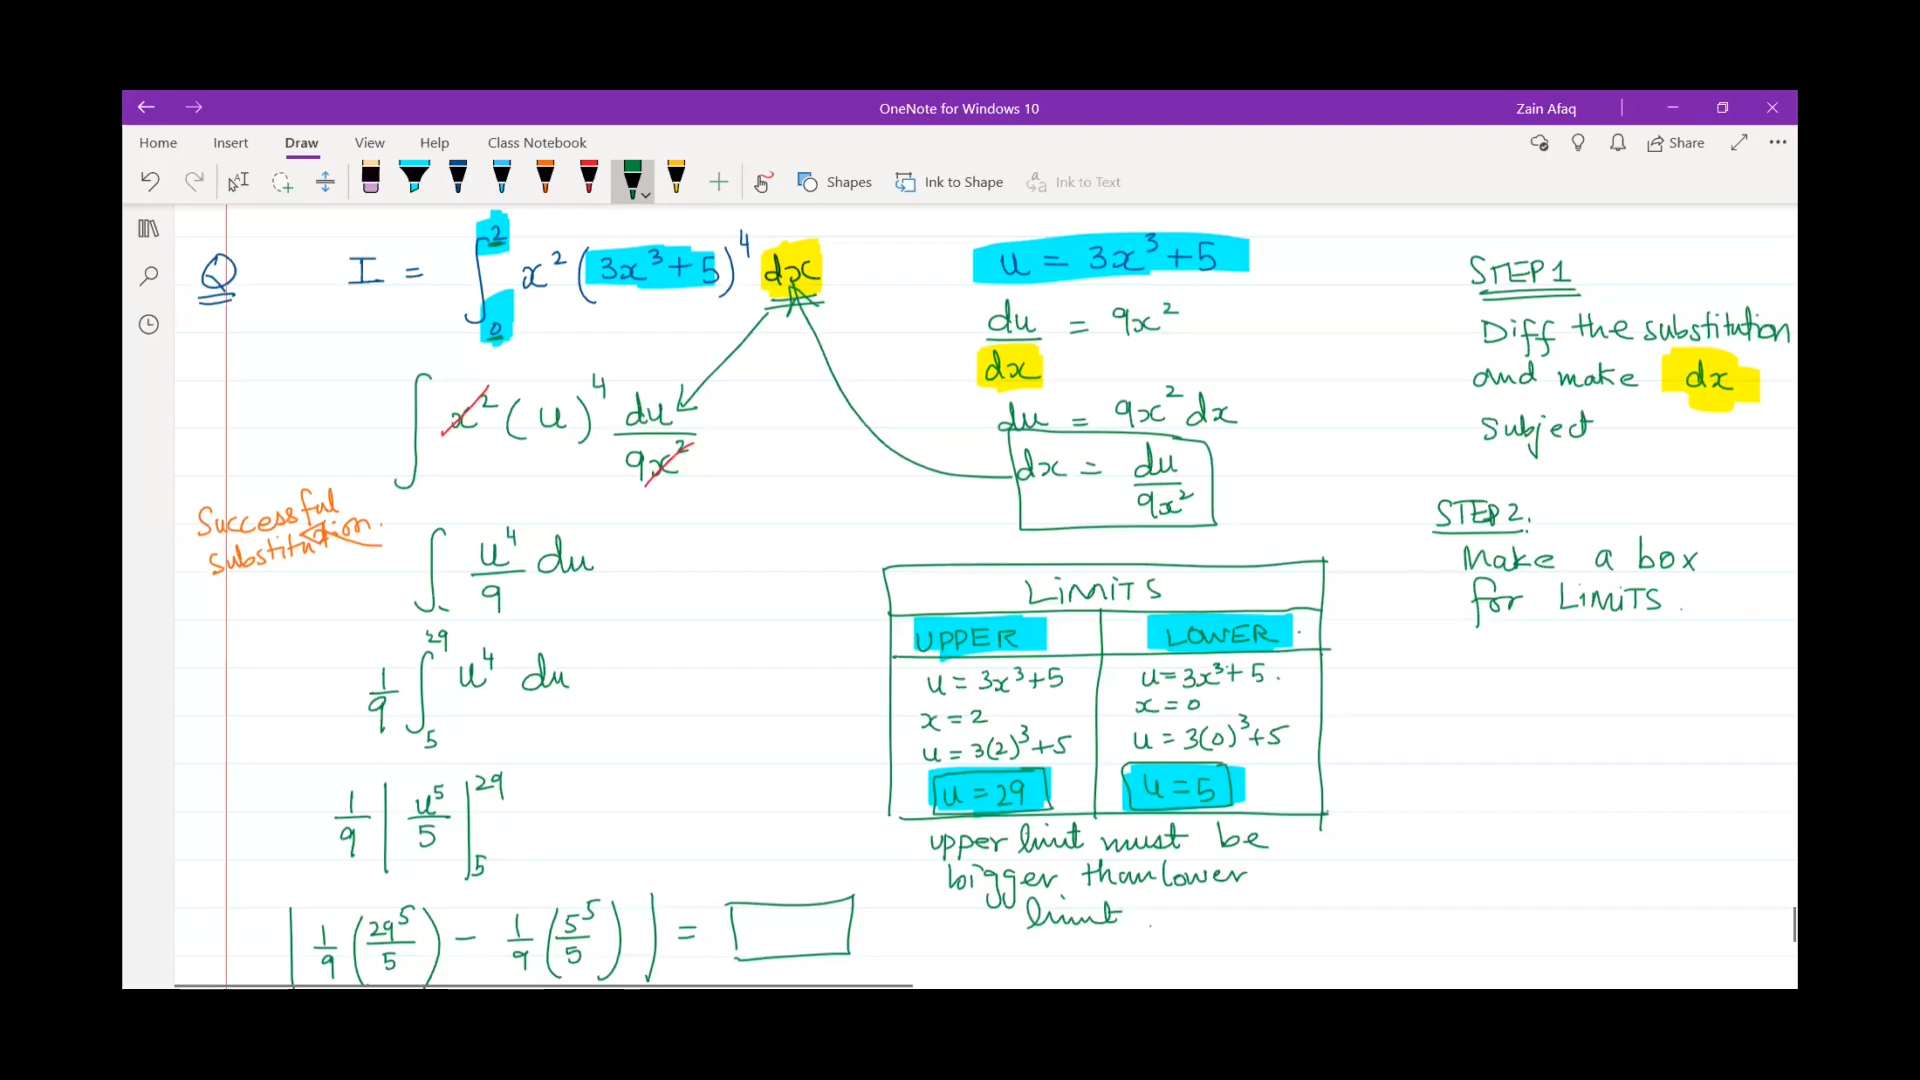 OneNote for Windows 10
Zain Afaq
Home Insert Draw View Help Class Notebook
Share
Shapes Ink to Shape Ink to Text
Q I = ∫₀² x² (3x³+5)⁴ dx
∫ x² (u)⁴ du/9x²
Successful
substitution.
∫ u⁴/9 du
1/9 ∫₅²⁹ u⁴ du
1/9 | u⁵/5 |₅²⁹
| 1/9 (29⁵/5) − 1/9 (5⁵/5) | =
u = 3x³+5
du/dx = 9x²
du = 9x² dx
dx = du/9x²
LIMITS
UPPER LOWER
u = 3x³+5 u = 3x³+5.
x = 2 x = 0
u = 3(2)³+5 u = 3(0)³+5
u = 29 u = 5
upper limit must be
bigger than lower
limit.
STEP 1
Diff the substitution
and make dx
subject
STEP 2.
Make a box
for LIMITS.